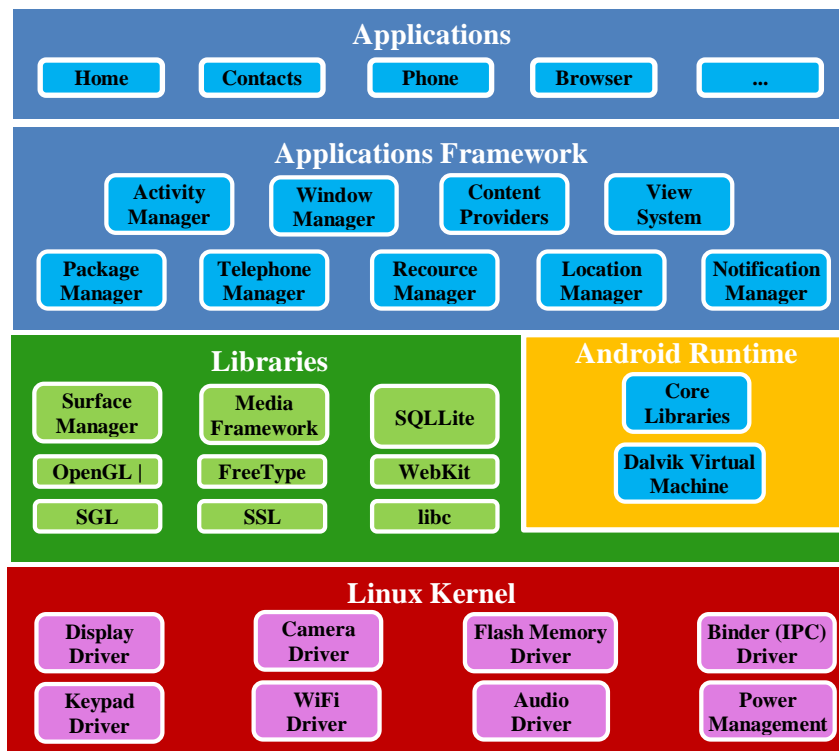 Applications
Home
Contacts
Phone
Browser
...
Applications Framework
Activity
Manager
Window
Manager
Content
Providers
View
System
Package
Manager
Telephone
Manager
Recource
Manager
Location
Manager
Notification
Manager
Libraries
Surface
Manager
Media
Framework
SQLLite
OpenGL |
FreeType
WebKit
SGL
SSL
libc
Android Runtime
Core
Libraries
Dalvik Virtual
Machine
Linux Kernel
Display
Driver
Camera
Driver
Flash Memory
Driver
Binder (IPC)
Driver
Keypad
Driver
WiFi
Driver
Audio
Driver
Power
Management